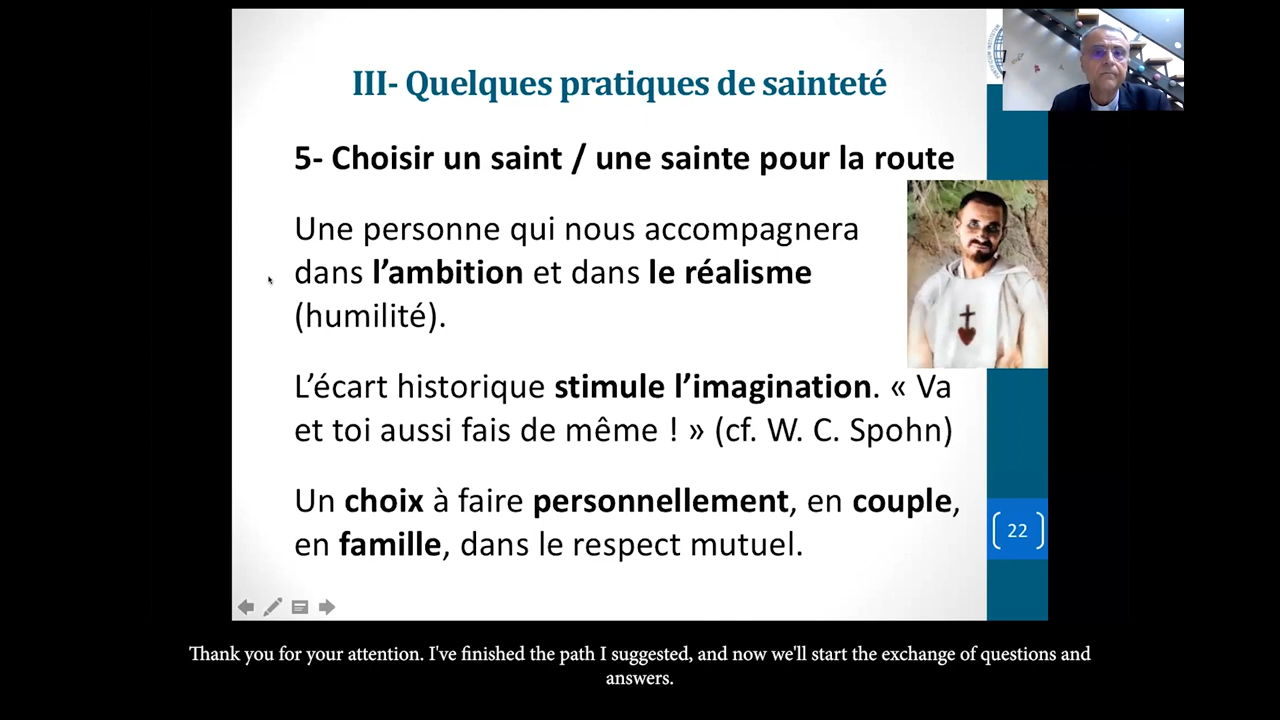 III- Quelques pratiques de sainteté
5- Choisir un saint / une sainte pour la route
Une personne qui nous accompagnera
dans l’ambition et dans le réalisme
(humilité).
L’écart historique stimule l’imagination. « Va
et toi aussi fais de même ! » (cf. W. C. Spohn)
Un choix à faire personnellement, en couple,
en famille, dans le respect mutuel.
22
Thank you for your attention. I've finished the path I suggested, and now we'll start the exchange of questions and
answers.